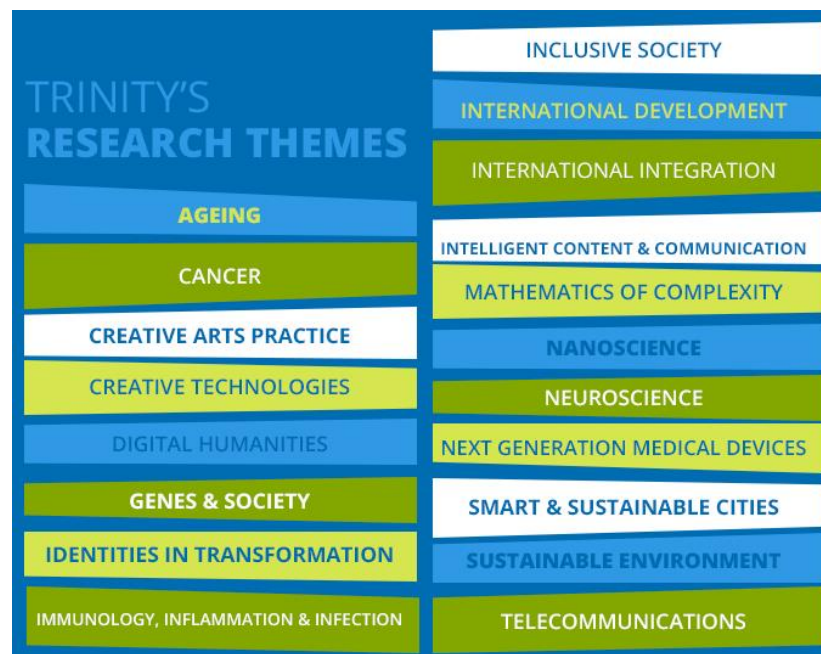 TRINITY'S
RESEARCH THEMES
AGEING
CANCER
CREATIVE ARTS PRACTICE
CREATIVE TECHNOLOGIES
DIGITAL HUMANITIES
GENES & SOCIETY
IDENTITIES IN TRANSFORMATION
IMMUNOLOGY, INFLAMMATION & INFECTION
INCLUSIVE SOCIETY
INTERNATIONAL DEVELOPMENT
INTERNATIONAL INTEGRATION
INTELLIGENT CONTENT & COMMUNICATION
MATHEMATICS OF COMPLEXITY
NANOSCIENCE
NEUROSCIENCE
NEXT GENERATION MEDICAL DEVICES
SMART & SUSTAINABLE CITIES
SUSTAINABLE ENVIRONMENT
TELECOMMUNICATIONS